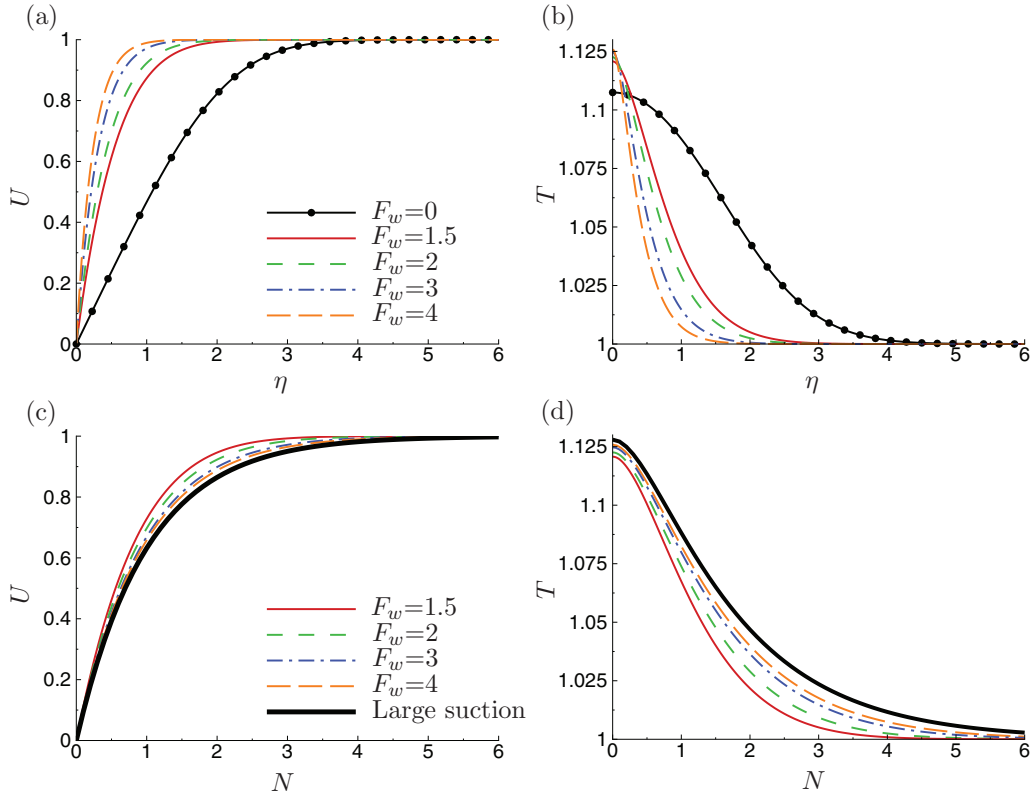 (a)
U
1
0.8
0.6
0.4
0.2
0
0 1 2 3 4 5 6
η
F_w=0
F_w=1.5
F_w=2
F_w=3
F_w=4
(b)
T
1.125
1.1
1.075
1.05
1.025
1
0 1 2 3 4 5 6
η
(c)
U
1
0.8
0.6
0.4
0.2
0
0 1 2 3 4 5 6
N
F_w=1.5
F_w=2
F_w=3
F_w=4
Large suction
(d)
T
1.125
1.1
1.075
1.05
1.025
1
0 1 2 3 4 5 6
N